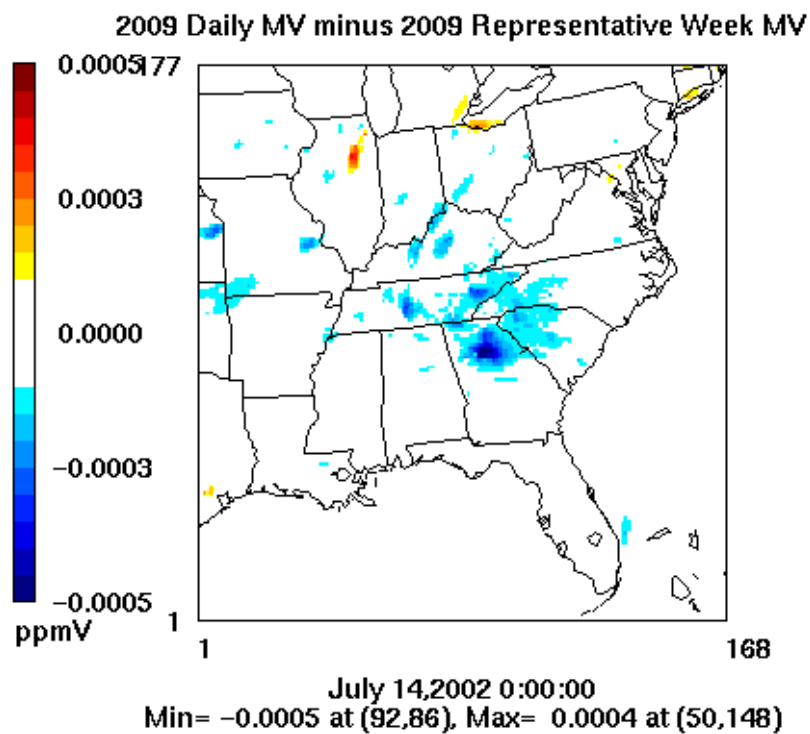 2009 Daily MV minus 2009 Representative Week MV
0.0005
177
0.0003
0.0000
−0.0003
−0.0005
ppmV
1
1
168
July 14,2002 0:00:00
Min= −0.0005 at (92,86), Max=  0.0004 at (50,148)